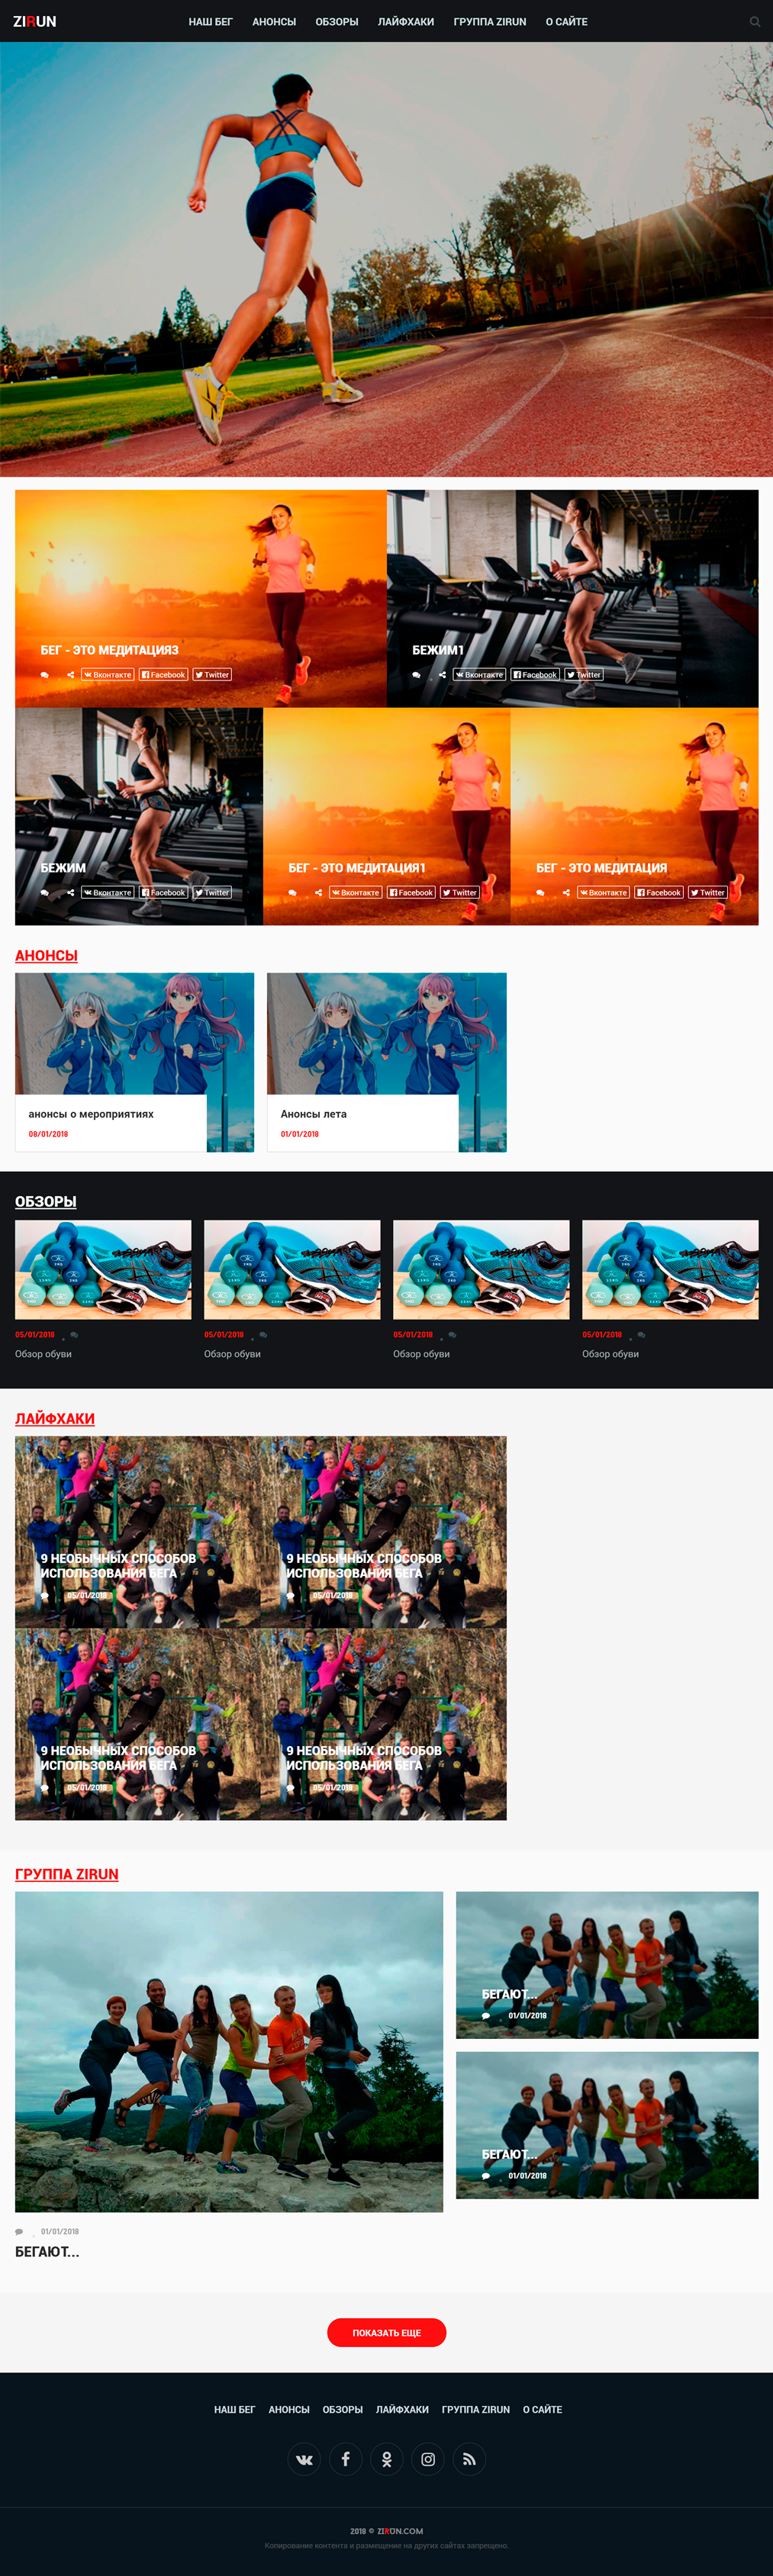 ZIRUN НАШ БЕГ АНОНСЫ ОБЗОРЫ ЛАЙФХАКИ ГРУППА ZIRUN О САЙТЕ
БЕГ - ЭТО МЕДИТАЦИЯ3
Вконтакте Facebook Twitter
БЕЖИМ1
Вконтакте Facebook Twitter
БЕЖИМ
Вконтакте Facebook Twitter
БЕГ - ЭТО МЕДИТАЦИЯ1
Вконтакте Facebook Twitter
БЕГ - ЭТО МЕДИТАЦИЯ
Вконтакте Facebook Twitter
АНОНСЫ
анонсы о мероприятиях
08/01/2018
Анонсы лета
01/01/2018
ОБЗОРЫ
05/01/2018
Обзор обуви
05/01/2018
Обзор обуви
05/01/2018
Обзор обуви
05/01/2018
Обзор обуви
ЛАЙФХАКИ
9 НЕОБЫЧНЫХ СПОСОБОВ
ИСПОЛЬЗОВАНИЯ БЕГА
05/01/2018
9 НЕОБЫЧНЫХ СПОСОБОВ
ИСПОЛЬЗОВАНИЯ БЕГА
05/01/2018
9 НЕОБЫЧНЫХ СПОСОБОВ
ИСПОЛЬЗОВАНИЯ БЕГА
05/01/2018
9 НЕОБЫЧНЫХ СПОСОБОВ
ИСПОЛЬЗОВАНИЯ БЕГА
05/01/2018
ГРУППА ZIRUN
01/01/2018
БЕГАЮТ...
БЕГАЮТ...
01/01/2018
БЕГАЮТ...
01/01/2018
ПОКАЗАТЬ ЕЩЕ
НАШ БЕГ АНОНСЫ ОБЗОРЫ ЛАЙФХАКИ ГРУППА ZIRUN О САЙТЕ
2018 © ZIRUN.COM
Копирование контента и размещение на других сайтах запрещено.